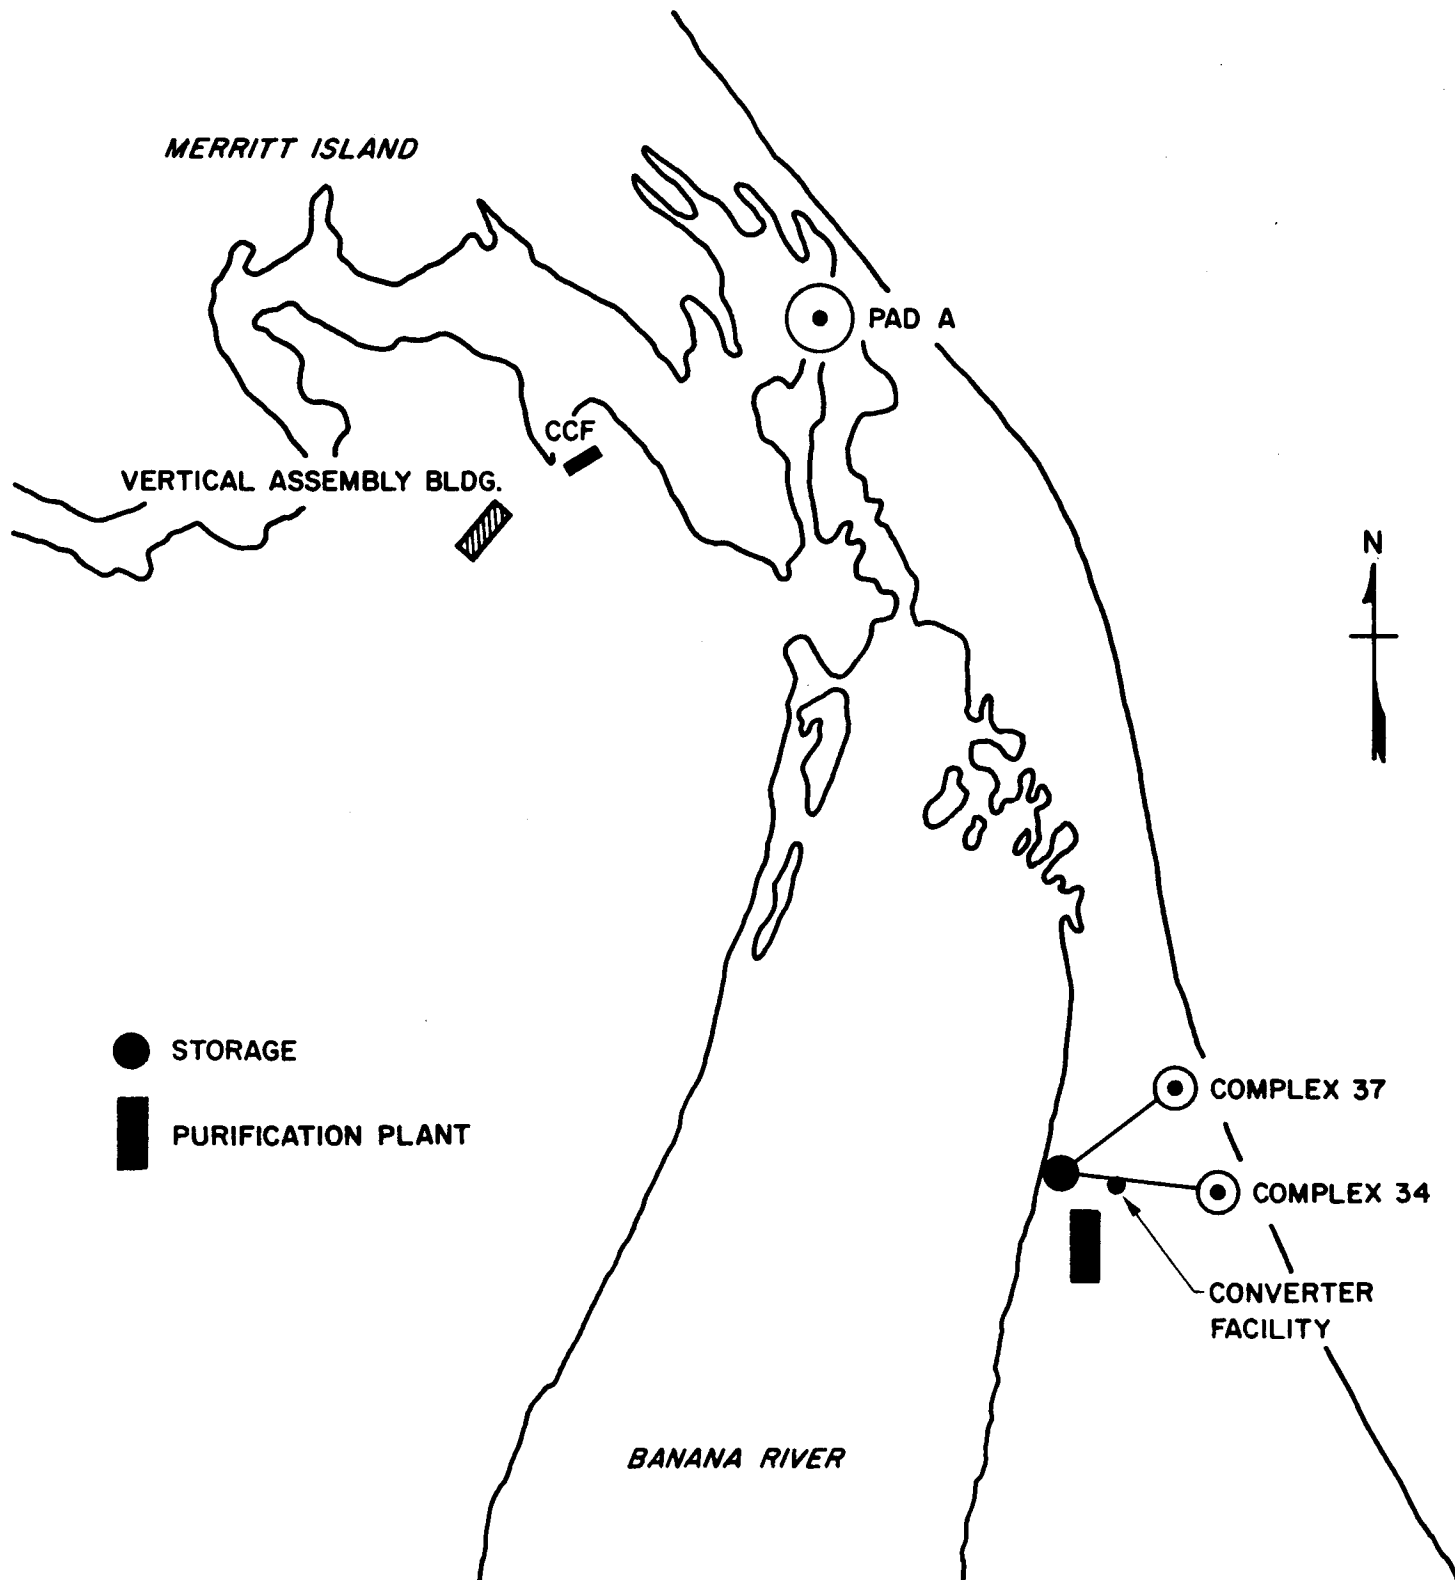 MERRITT ISLAND
PAD A
CCF
VERTICAL ASSEMBLY BLDG.
N
STORAGE
COMPLEX 37
PURIFICATION PLANT
COMPLEX 34
CONVERTER
FACILITY
BANANA RIVER